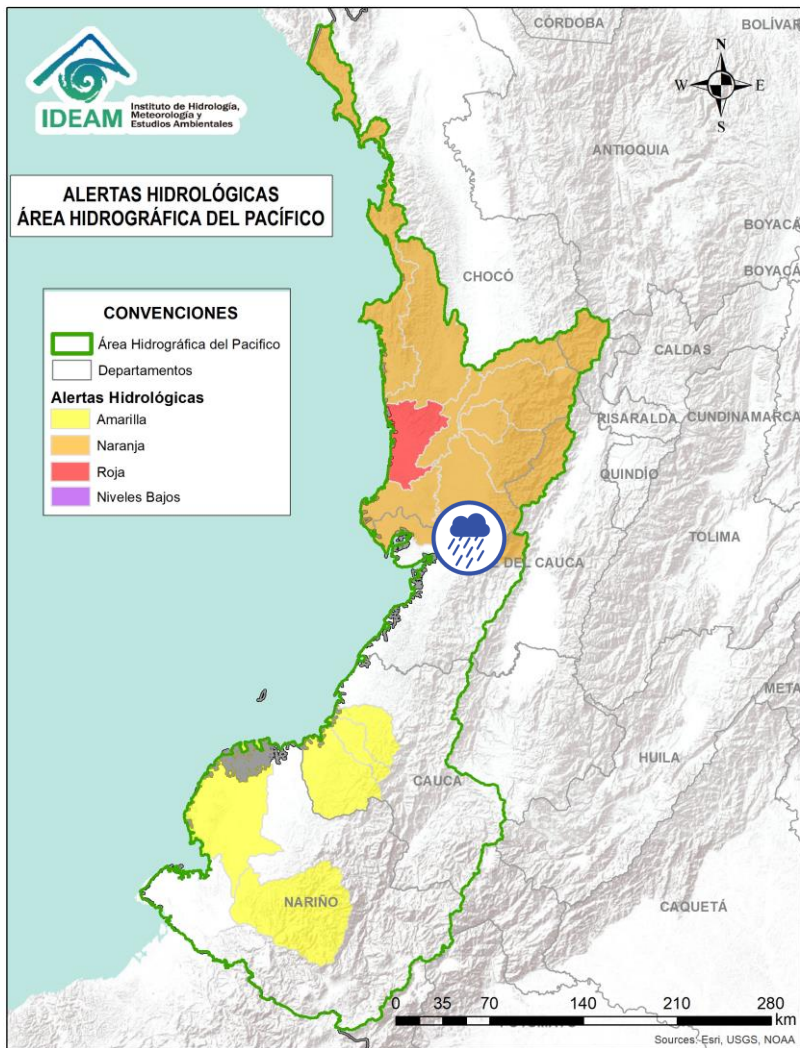 CÓRDOBA
BOLÍVAR
IDEAM
Instituto de Hidrología,
Meteorología y
Estudios Ambientales
N
W
E
S
ANTIOQUIA
ALERTAS HIDROLÓGICAS
ÁREA HIDROGRÁFICA DEL PACÍFICO
BOYACÁ
BOYACÁ
CHOCÓ
CONVENCIONES
Área Hidrográfica del Pacifico
Departamentos
Alertas Hidrológicas
Amarilla
Naranja
Roja
Niveles Bajos
CALDAS
RISARALDA
CUNDINAMARCA
QUINDÍO
TOLIMA
DEL CAUCA
META
HUILA
CAUCA
NARIÑO
CAQUETÁ
0 35 70 140 210 280
km
Sources: Esri, USGS, NOAA